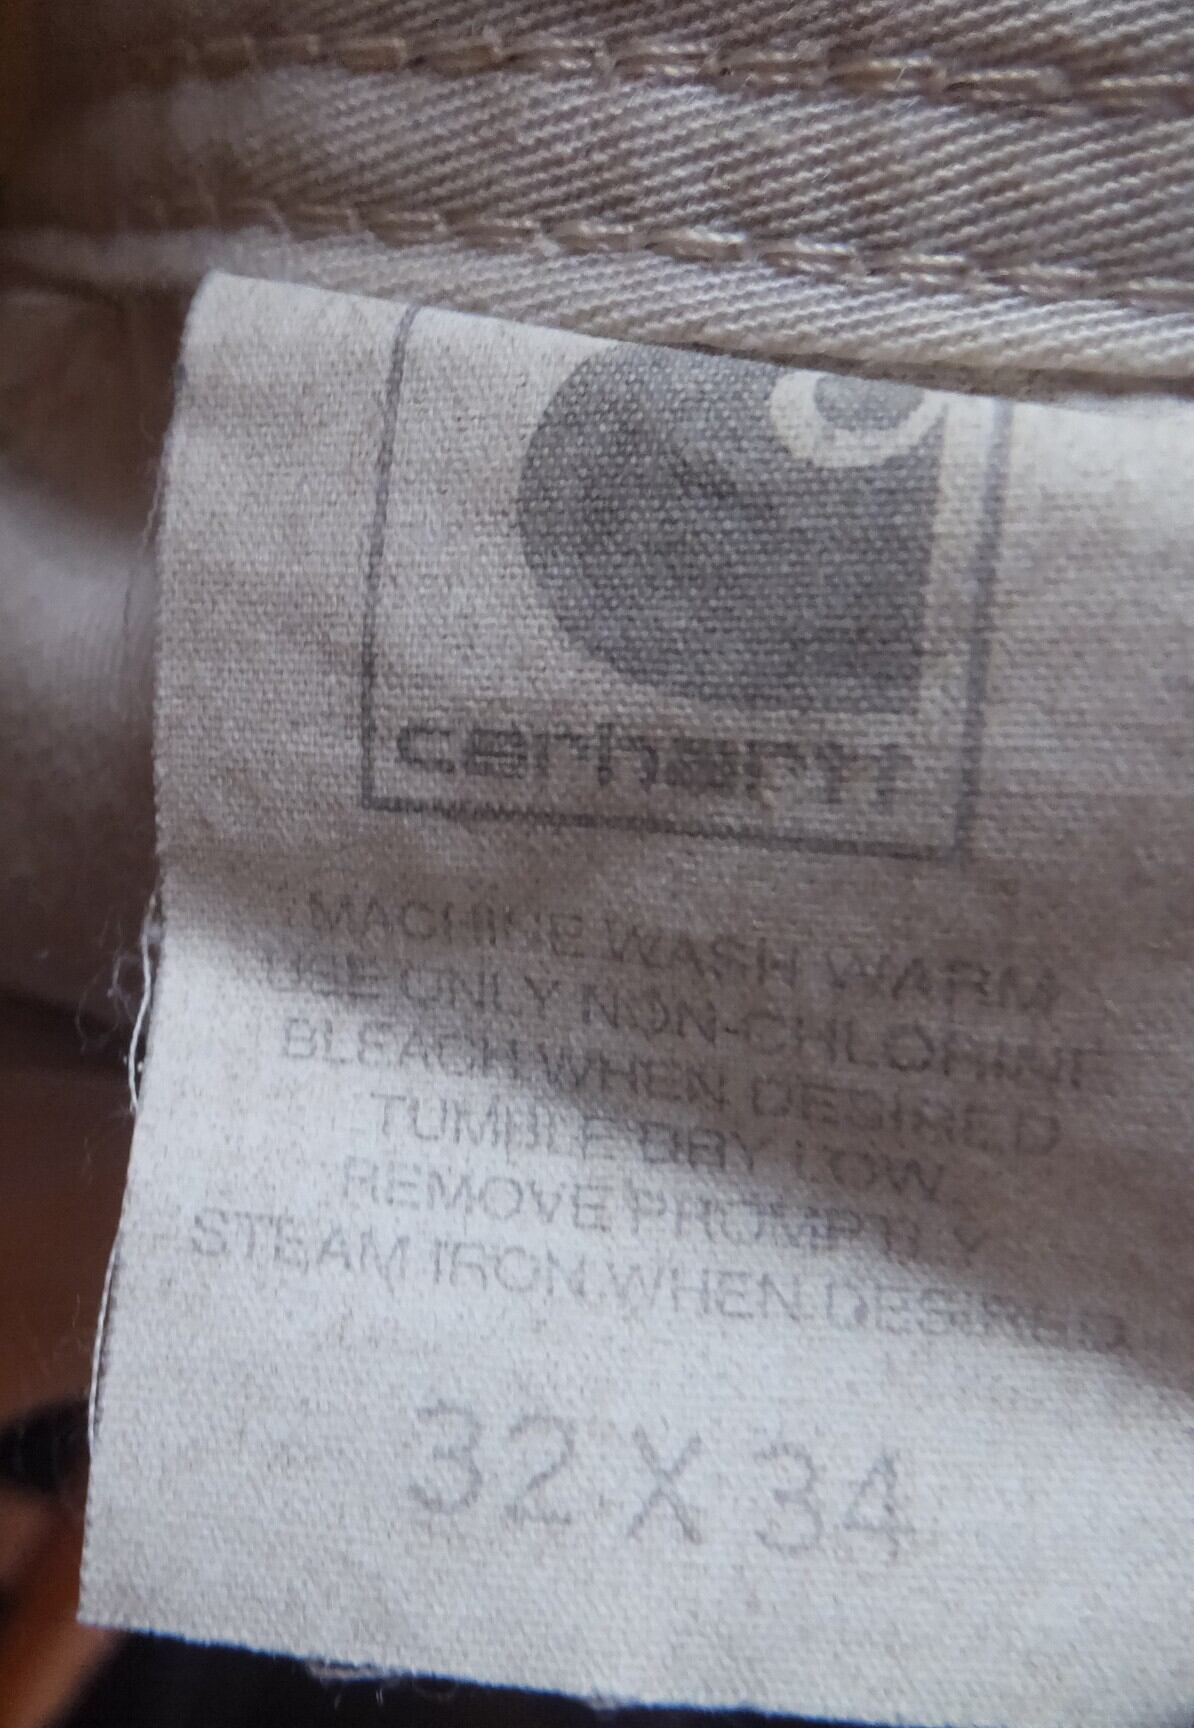 carhartt
MACHINE WASH WARM
USE ONLY NON-CHLORINE
BLEACH WHEN DESIRED
TUMBLE DRY LOW
REMOVE PROMPTLY
STEAM IRON WHEN DESIRED
32 X 34